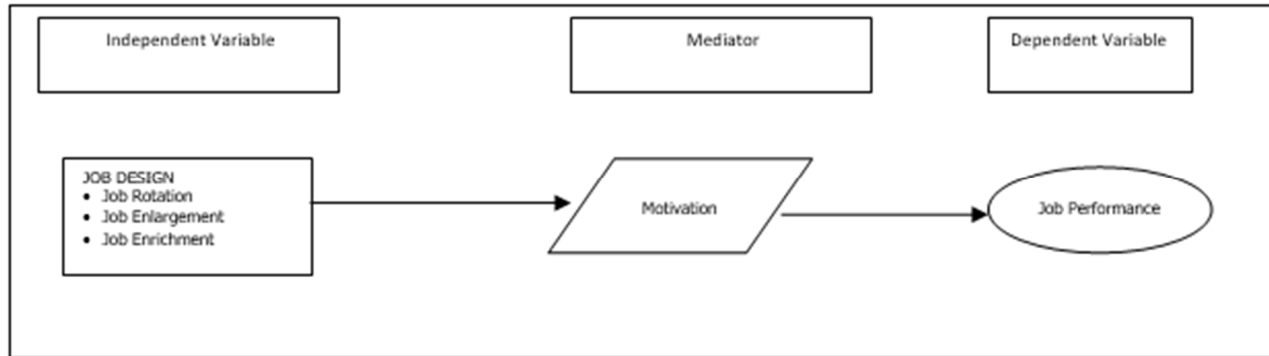 Independent Variable
Mediator
Dependent Variable
JOB DESIGN
• Job Rotation
• Job Enlargement
• Job Enrichment
Motivation
Job Performance